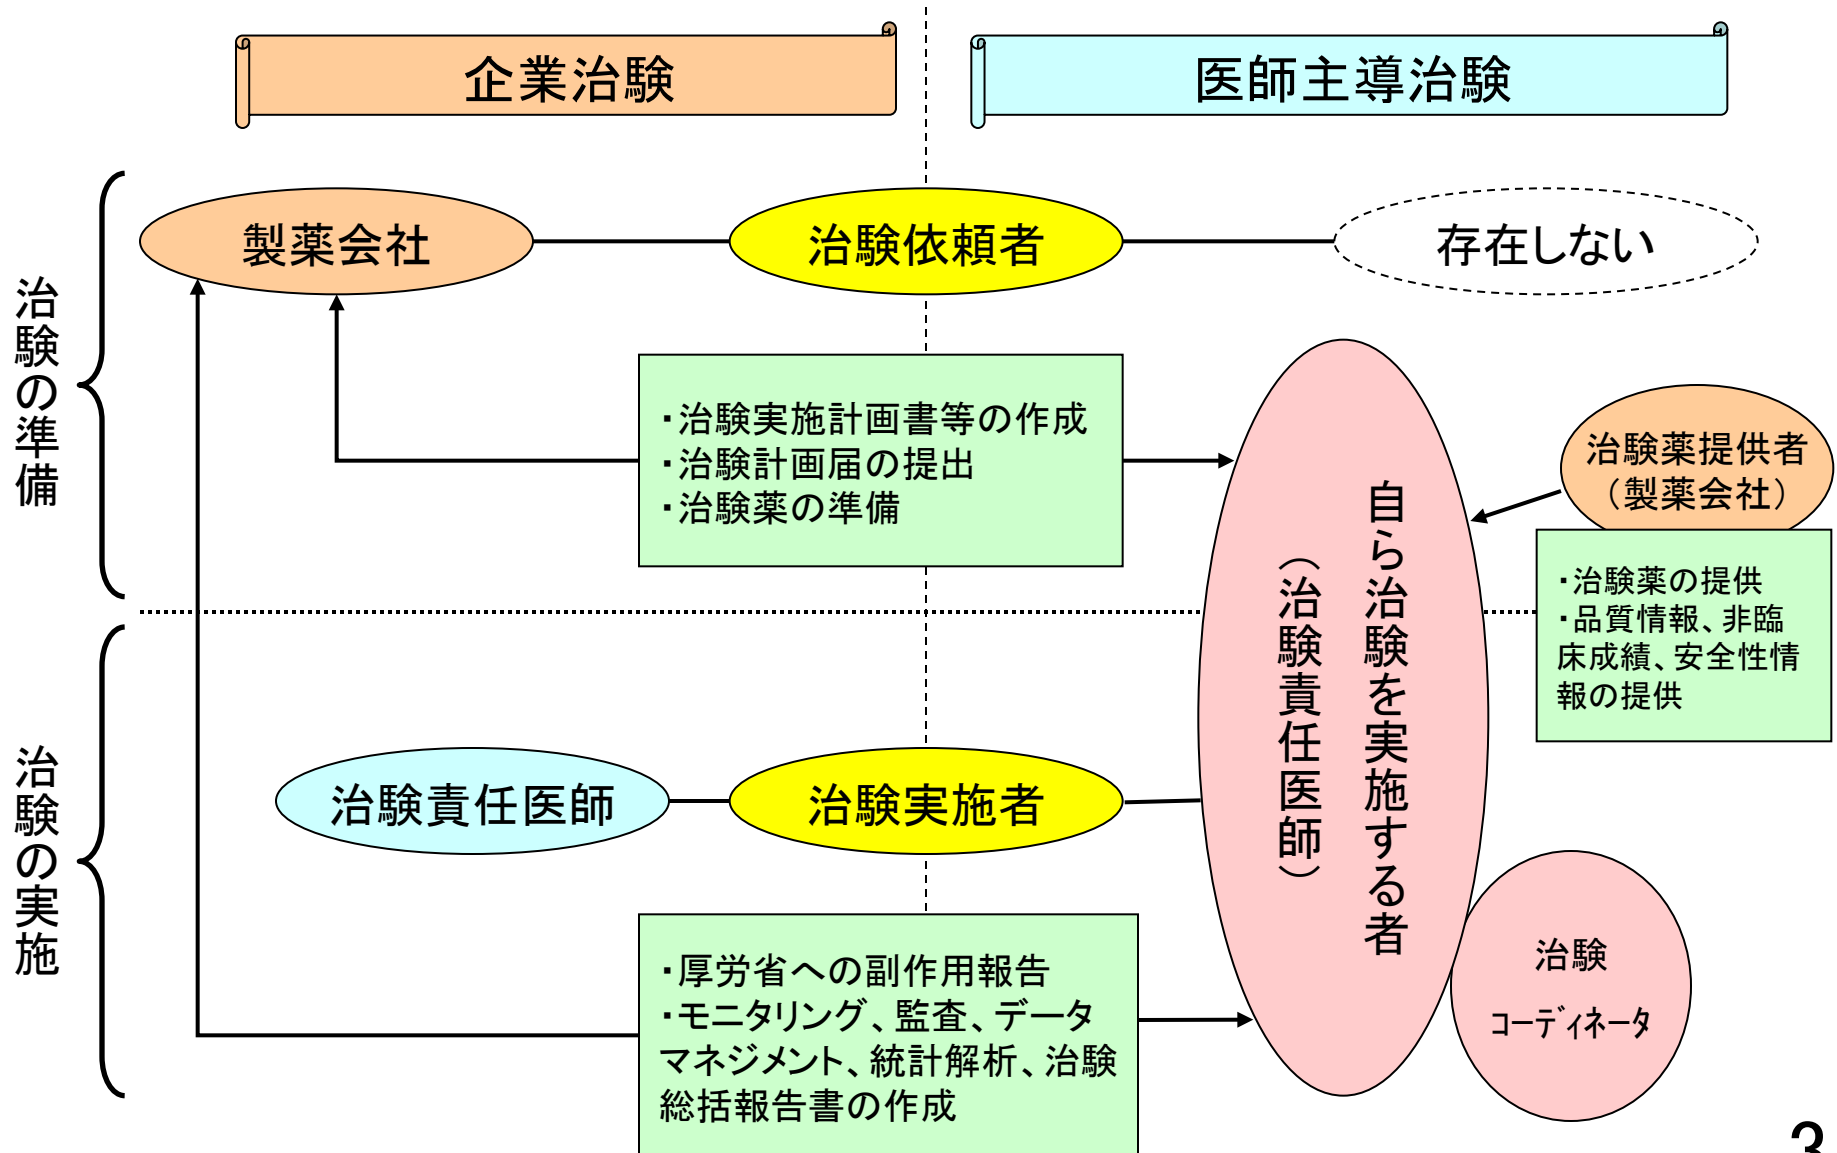 企業治験
医師主導治験
治験の準備
製薬会社
治験依頼者
存在しない
・治験実施計画書等の作成
・治験計画届の提出
・治験薬の準備
自ら治験を実施する者
（治験責任医師）
治験薬提供者
（製薬会社）
・治験薬の提供
・品質情報、非臨
床成績、安全性情
報の提供
治験の実施
治験責任医師
治験実施者
・厚労省への副作用報告
・モニタリング、監査、データ
マネジメント、統計解析、治験
総括報告書の作成
治験
ｺｰﾃﾞｨﾈｰﾀ
3